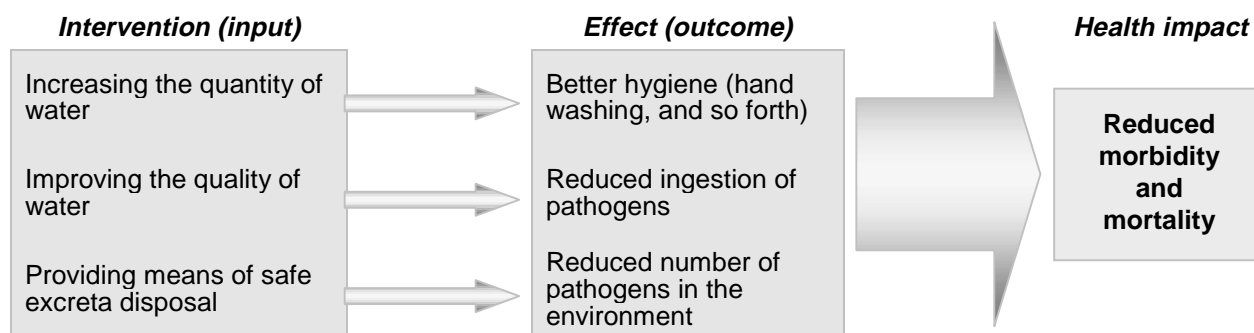 Intervention (input)
Effect (outcome)
Health impact
Increasing the quantity of
water
Better hygiene (hand
washing, and so forth)
Improving the quality of
water
Reduced ingestion of
pathogens
Providing means of safe
excreta disposal
Reduced number of
pathogens in the
environment
Reduced
morbidity
and
mortality